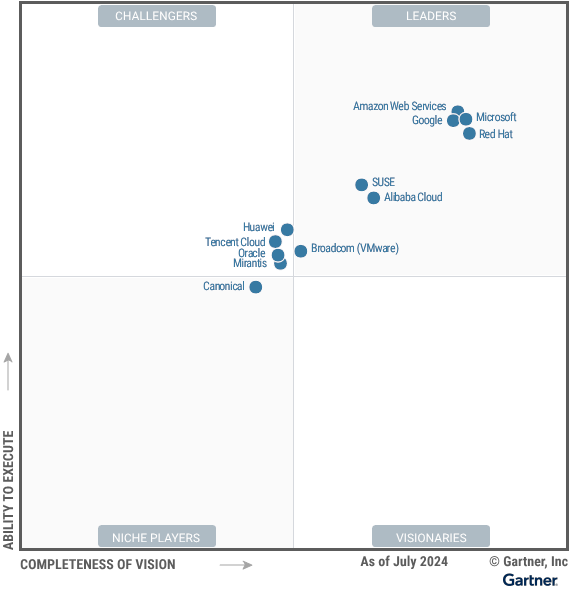 CHALLENGERS
LEADERS
Amazon Web Services
Google
Microsoft
Red Hat
SUSE
Alibaba Cloud
Huawei
Tencent Cloud
Oracle
Mirantis
Broadcom (VMware)
Canonical
ABILITY TO EXECUTE
NICHE PLAYERS
VISIONARIES
COMPLETENESS OF VISION
As of July 2024
© Gartner, Inc
Gartner